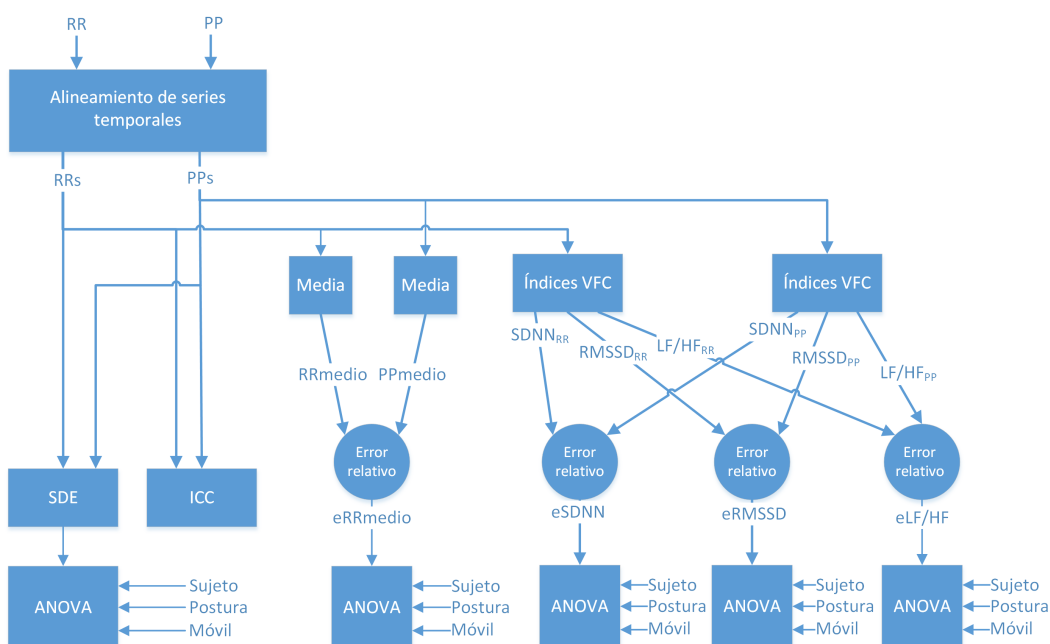 RR
PP
Alineamiento de series
temporales
RRs
PPs
Media
Media
Índices VFC
Índices VFC
SDNN_RR
RMSSD_RR
LF/HF_RR
SDNN_PP
RMSSD_PP
LF/HF_PP
RRmedio
PPmedio
Error
relativo
Error
relativo
Error
relativo
Error
relativo
SDE
ICC
eRRmedio
eSDNN
eRMSSD
eLF/HF
ANOVA
Sujeto
Postura
Móvil
ANOVA
Sujeto
Postura
Móvil
ANOVA
Sujeto
Postura
Móvil
ANOVA
Sujeto
Postura
Móvil
ANOVA
Sujeto
Postura
Móvil